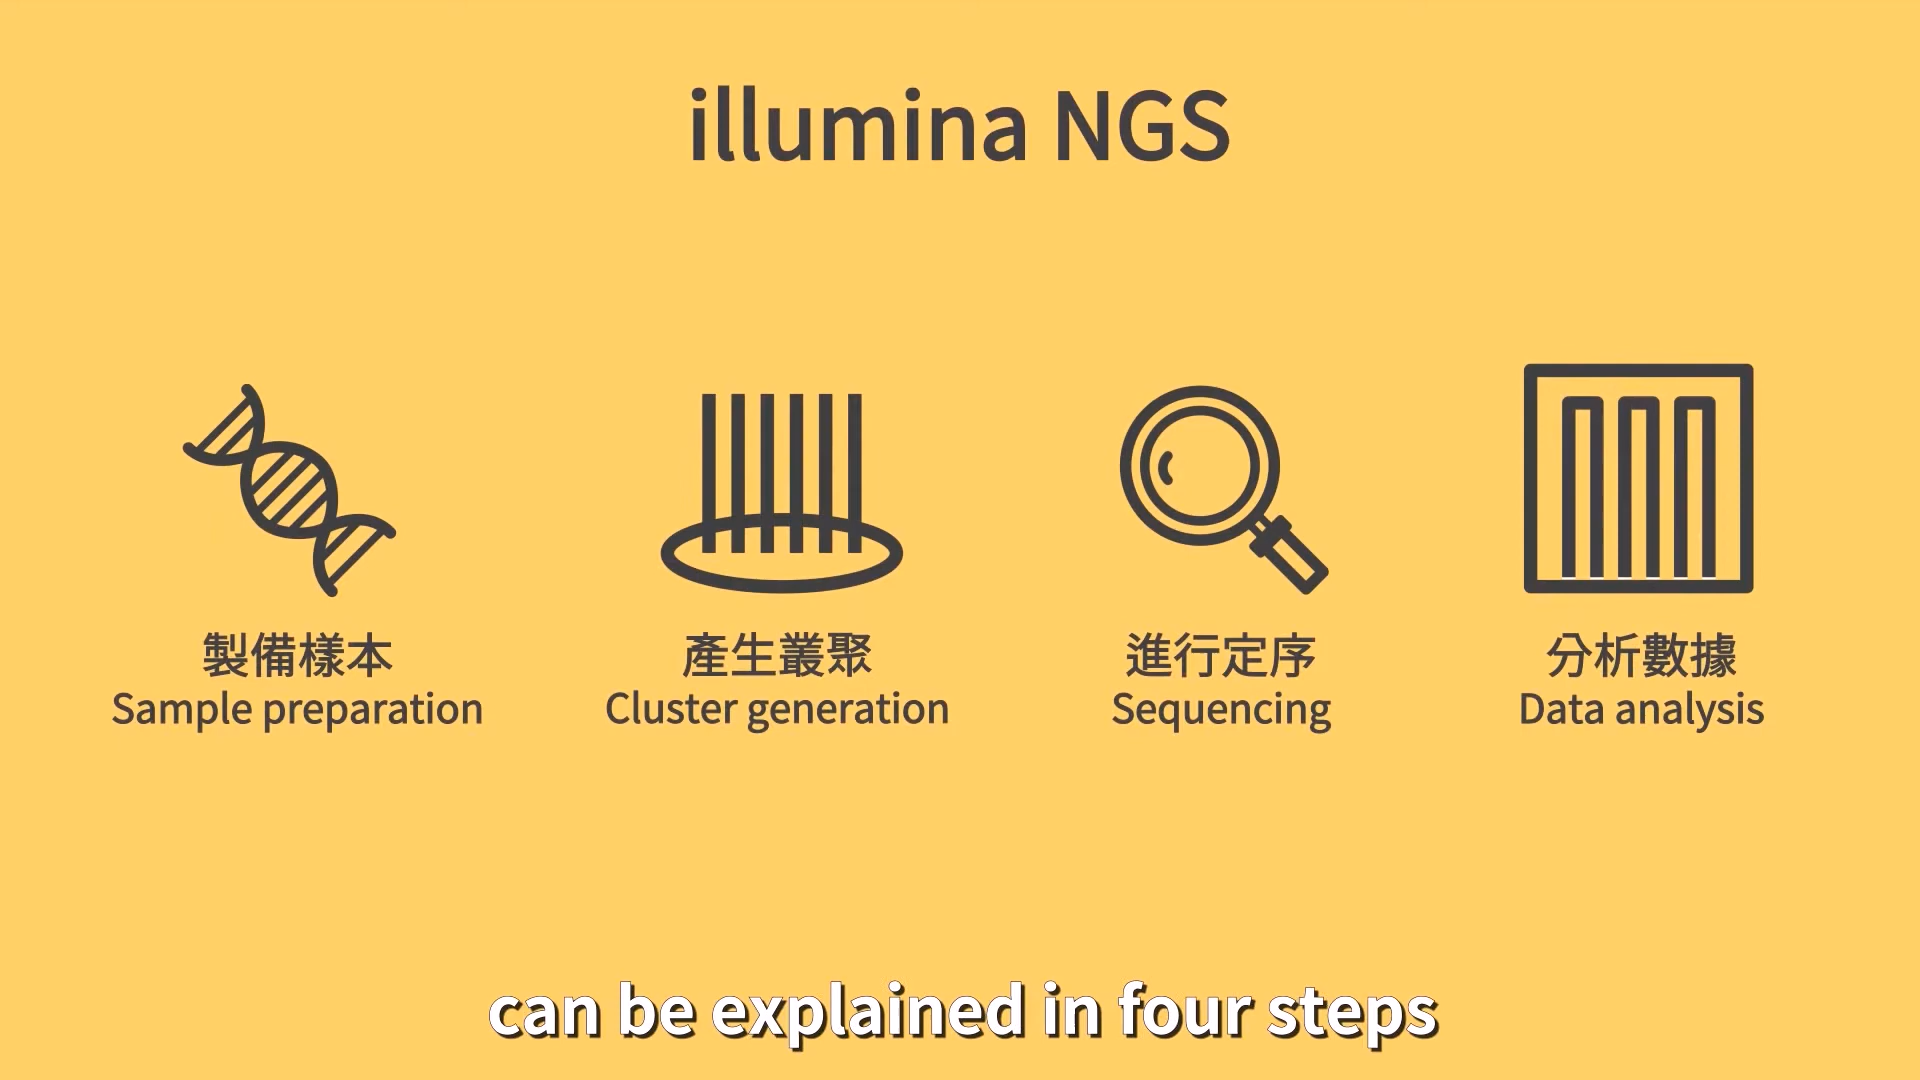 illumina NGS
製備樣本
Sample preparation
產生叢聚
Cluster generation
進行定序
Sequencing
分析數據
Data analysis
can be explained in four steps